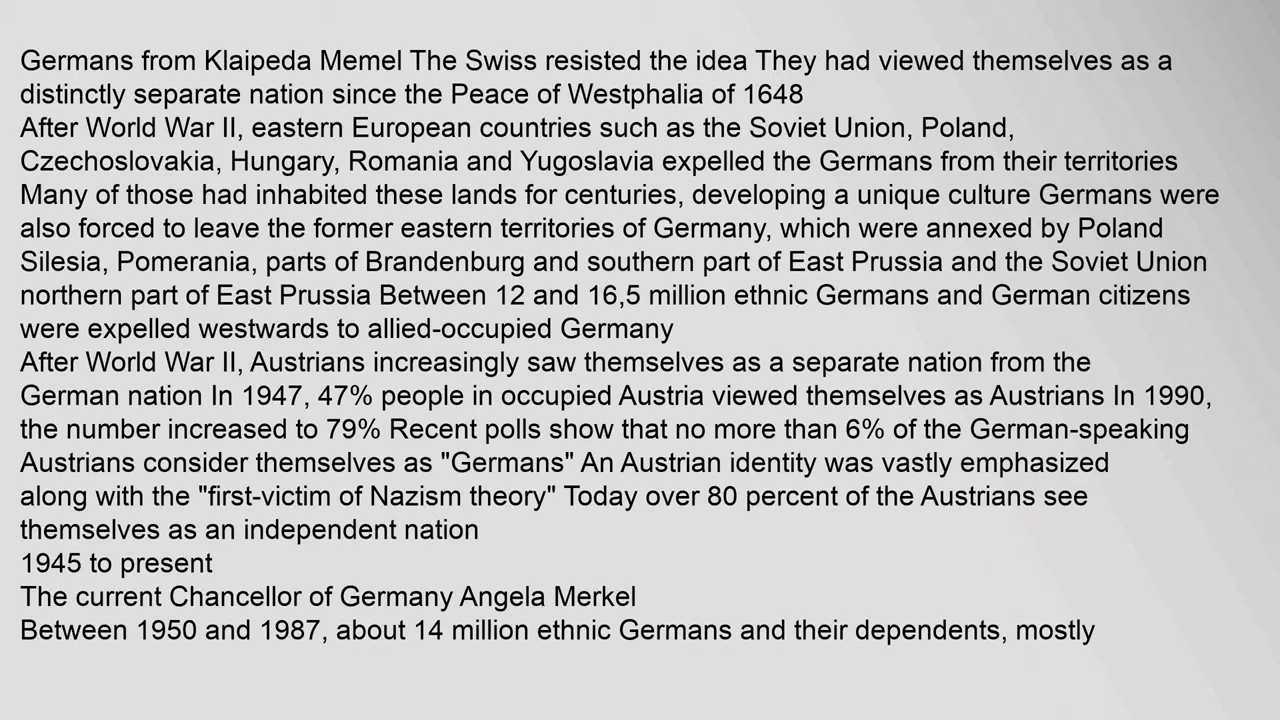 Germans from Klaipeda Memel The Swiss resisted the idea They had viewed themselves as a
distinctly separate nation since the Peace of Westphalia of 1648
After World War II, eastern European countries such as the Soviet Union, Poland,
Czechoslovakia, Hungary, Romania and Yugoslavia expelled the Germans from their territories
Many of those had inhabited these lands for centuries, developing a unique culture Germans were
also forced to leave the former eastern territories of Germany, which were annexed by Poland
Silesia, Pomerania, parts of Brandenburg and southern part of East Prussia and the Soviet Union
northern part of East Prussia Between 12 and 16,5 million ethnic Germans and German citizens
were expelled westwards to allied-occupied Germany
After World War II, Austrians increasingly saw themselves as a separate nation from the
German nation In 1947, 47% people in occupied Austria viewed themselves as Austrians In 1990,
the number increased to 79% Recent polls show that no more than 6% of the German-speaking
Austrians consider themselves as "Germans" An Austrian identity was vastly emphasized
along with the "first-victim of Nazism theory" Today over 80 percent of the Austrians see
themselves as an independent nation
1945 to present
The current Chancellor of Germany Angela Merkel
Between 1950 and 1987, about 14 million ethnic Germans and their dependents, mostly